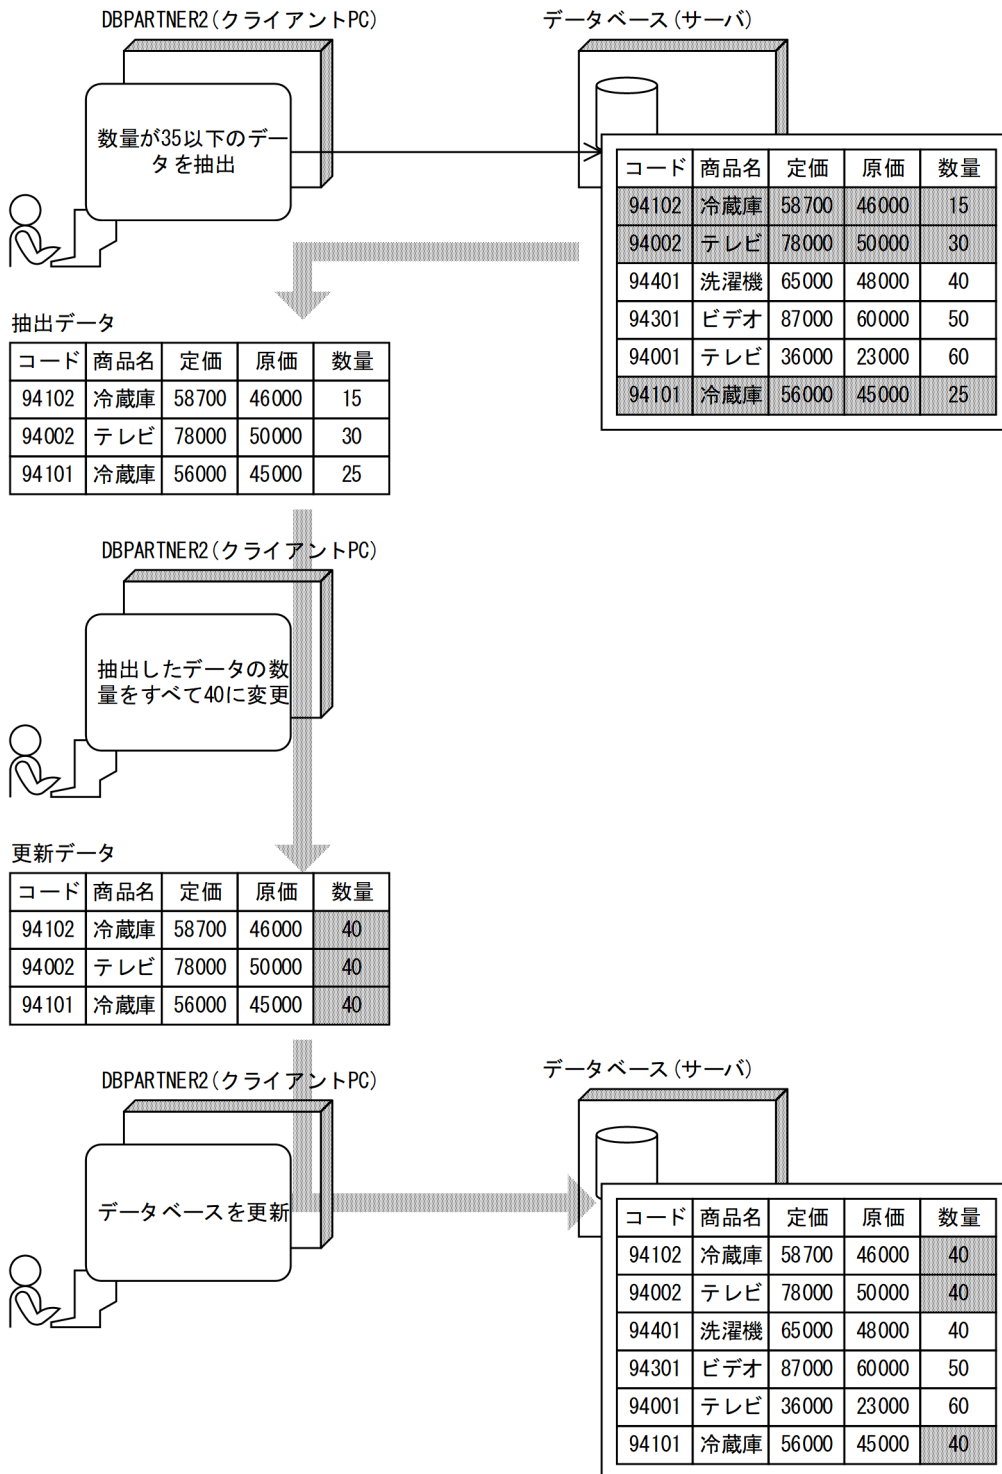 DBPARTNER2(クライアントPC)
データベース(サーバ)
数量が35以下のデー
タを抽出
コード 商品名 定価 原価 数量
94102 冷蔵庫 58700 46000 15
94002 テレビ 78000 50000 30
94401 洗濯機 65000 48000 40
94301 ビデオ 87000 60000 50
94001 テレビ 36000 23000 60
94101 冷蔵庫 56000 45000 25
抽出データ
コード 商品名 定価 原価 数量
94102 冷蔵庫 58700 46000 15
94002 テレビ 78000 50000 30
94101 冷蔵庫 56000 45000 25
DBPARTNER2(クライアントPC)
抽出したデータの数
量をすべて40に変更
更新データ
コード 商品名 定価 原価 数量
94102 冷蔵庫 58700 46000 40
94002 テレビ 78000 50000 40
94101 冷蔵庫 56000 45000 40
DBPARTNER2(クライアントPC)
データベース(サーバ)
データベースを更新
コード 商品名 定価 原価 数量
94102 冷蔵庫 58700 46000 40
94002 テレビ 78000 50000 40
94401 洗濯機 65000 48000 40
94301 ビデオ 87000 60000 50
94001 テレビ 36000 23000 60
94101 冷蔵庫 56000 45000 40